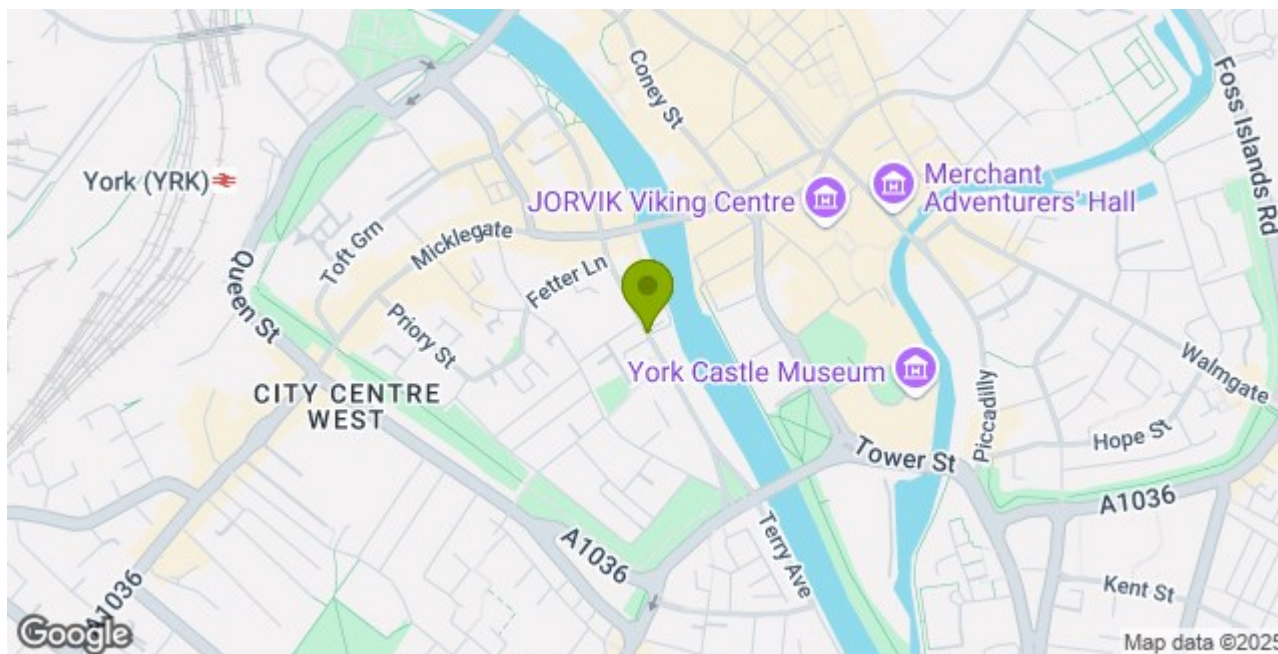 Coney St
Foss Islands Rd
York (YRK)
JORVIK Viking Centre
Merchant
Adventurers' Hall
Toft Grn
Micklegate
Fetter Ln
Queen St
Priory St
York Castle Museum
Walmgate
Piccadilly
CITY CENTRE
WEST
Hope St
Tower St
A1036
A1036
Terry Ave
A1036
Kent St
Google
Map data ©2025